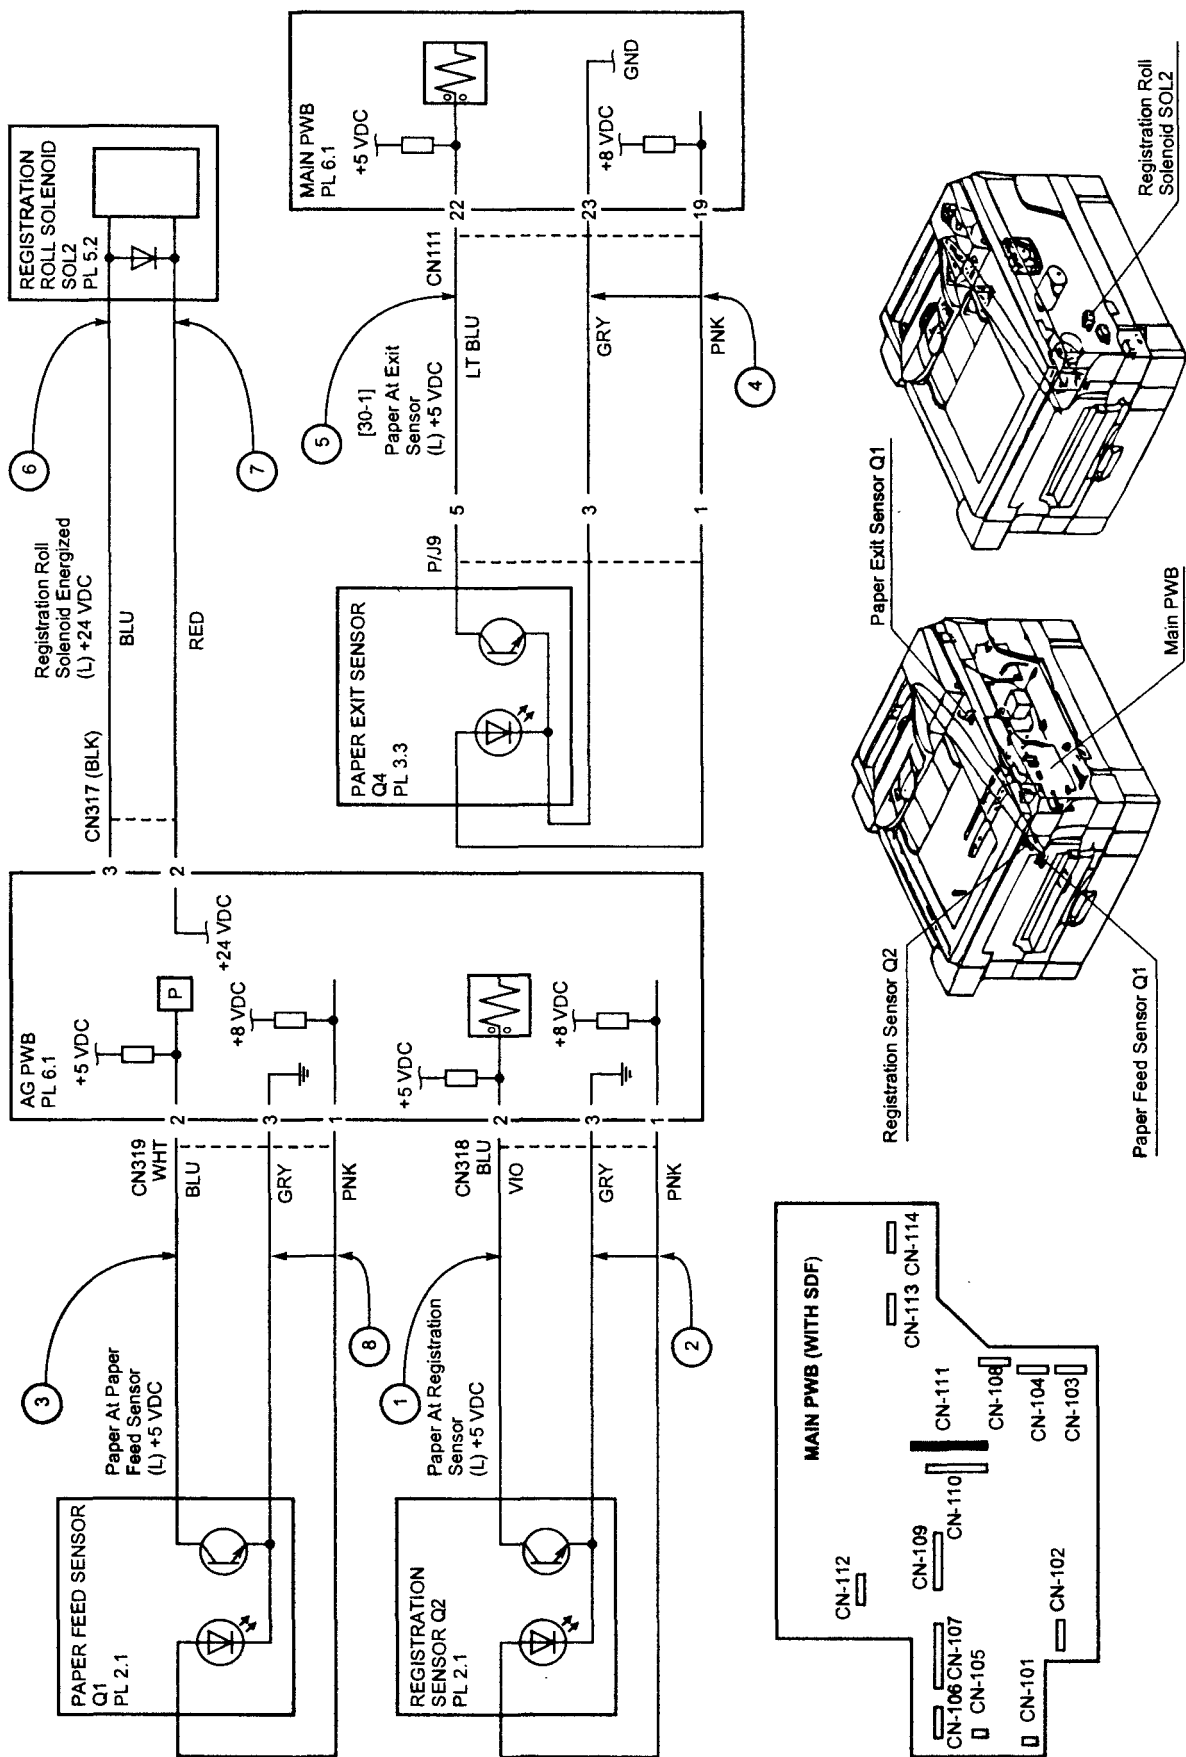 PAPER FEED SENSOR
Q1
PL 2.1
Paper At Paper
Feed Sensor
(L) +5 VDC
3
CN319
WHT
BLU
GRY
PNK
8
2
3
1
AG PWB
PL 6.1
+5 VDC
P
+8 VDC
+24 VDC
3
2
CN317 (BLK)
Registration Roll
Solenoid Energized
(L) +24 VDC
BLU
RED
6
7
REGISTRATION
ROLL SOLENOID
SOL2
PL 5.2
REGISTRATION
SENSOR Q2
PL 2.1
Paper At Registration
Sensor
(L) +5 VDC
1
CN318
BLU
VIO
GRY
PNK
2
2
3
1
+5 VDC
+8 VDC
PAPER EXIT SENSOR
Q4
PL 3.3
P/J9
5
3
1
[30-1]
Paper At Exit
Sensor
(L) +5 VDC
5
LT BLU
GRY
PNK
4
CN111
22
23
19
MAIN PWB
PL 6.1
+5 VDC
+8 VDC
GND
MAIN PWB (WITH SDF)
CN-112
CN-113
CN-114
CN-106
CN-107
CN-109
CN-110
CN-111
CN-105
CN-108
CN-101
CN-102
CN-104
CN-103
Registration Sensor Q2
Paper Exit Sensor Q1
Paper Feed Sensor Q1
Main PWB
Registration Roll
Solenoid SOL2